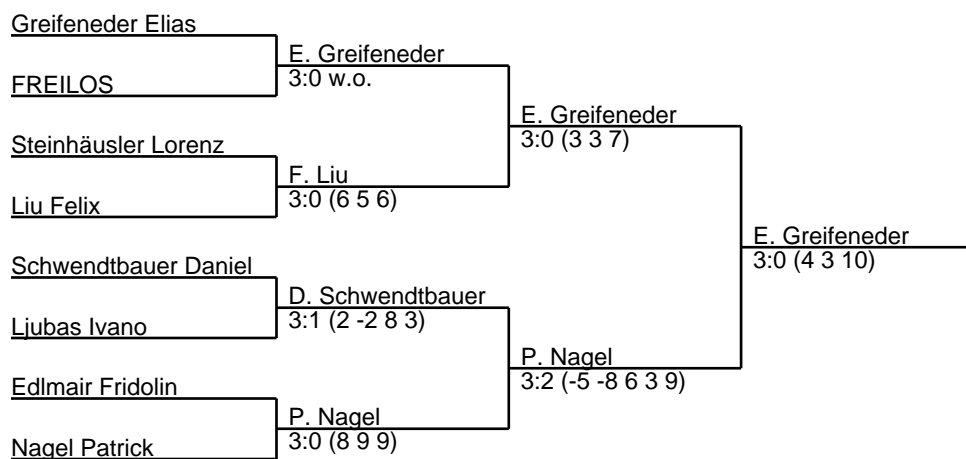 Greifeneder Elias
FREILOS
Steinhäusler Lorenz
Liu Felix
Schwendtbauer Daniel
Ljubas Ivano
Edlmair Fridolin
Nagel Patrick
E. Greifeneder
3:0 w.o.
F. Liu
3:0 (6 5 6)
D. Schwendtbauer
3:1 (2 -2 8 3)
P. Nagel
3:0 (8 9 9)
E. Greifeneder
3:0 (3 3 7)
P. Nagel
3:2 (-5 -8 6 3 9)
E. Greifeneder
3:0 (4 3 10)